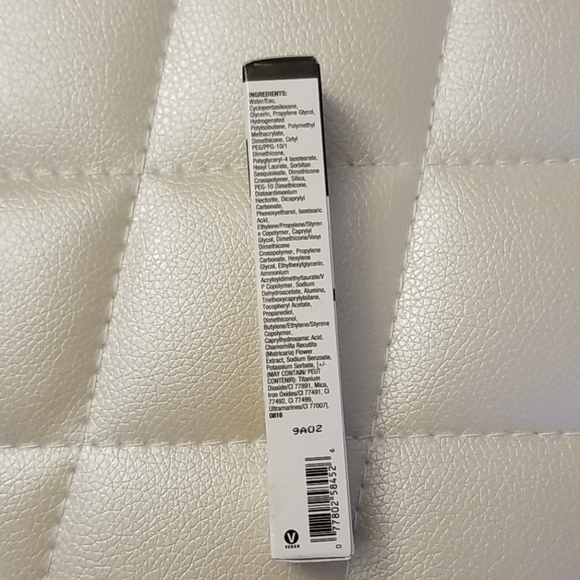 INGREDIENTS:
Water/Eau,
Cyclopentasiloxane,
Glycerin, Propylene Glycol,
Hydrogenated
Polyisobutene, Polymethyl
Methacrylate,
Dimethicone, Cetyl
PEG/PPG-10/1
Dimethicone,
Polyglyceryl-4 Isostearate,
Hexyl Laurate, Sorbitan
Sesquioleate, Dimethicone
Crosspolymer, Silica,
PEG-10 Dimethicone,
Disteardimonium
Hectorite, Dicaprylyl
Carbonate,
Phenoxyethanol, Isostearic
Acid,
Ethylene/Propylene/Styren
e Copolymer, Caprylyl
Glycol, Dimethicone/Vinyl
Dimethicone
Crosspolymer, Propylene
Carbonate, Hexylene
Glycol, Ethylhexylglycerin,
Ammonium
Acryloyldimethyltaurate/V
P Copolymer, Sodium
Dehydroacetate, Alumina,
Triethoxycaprylylsilane,
Tocopheryl Acetate,
Propanediol,
Dimethiconol,
Butylene/Ethylene/Styrene
Copolymer,
Caprylhydroxamic Acid,
Chamomilla Recutita
(Matricaria) Flower
Extract, Sodium Benzoate,
Potassium Sorbate, [+/-
(MAY CONTAIN/ PEUT
CONTENIR): Titanium
Dioxide/CI 77891, Mica,
Iron Oxides/CI 77491, CI
77492, CI 77499,
Ultramarines/CI 77007].
0816
9A02
0 77802 58452 6
V
VEGAN